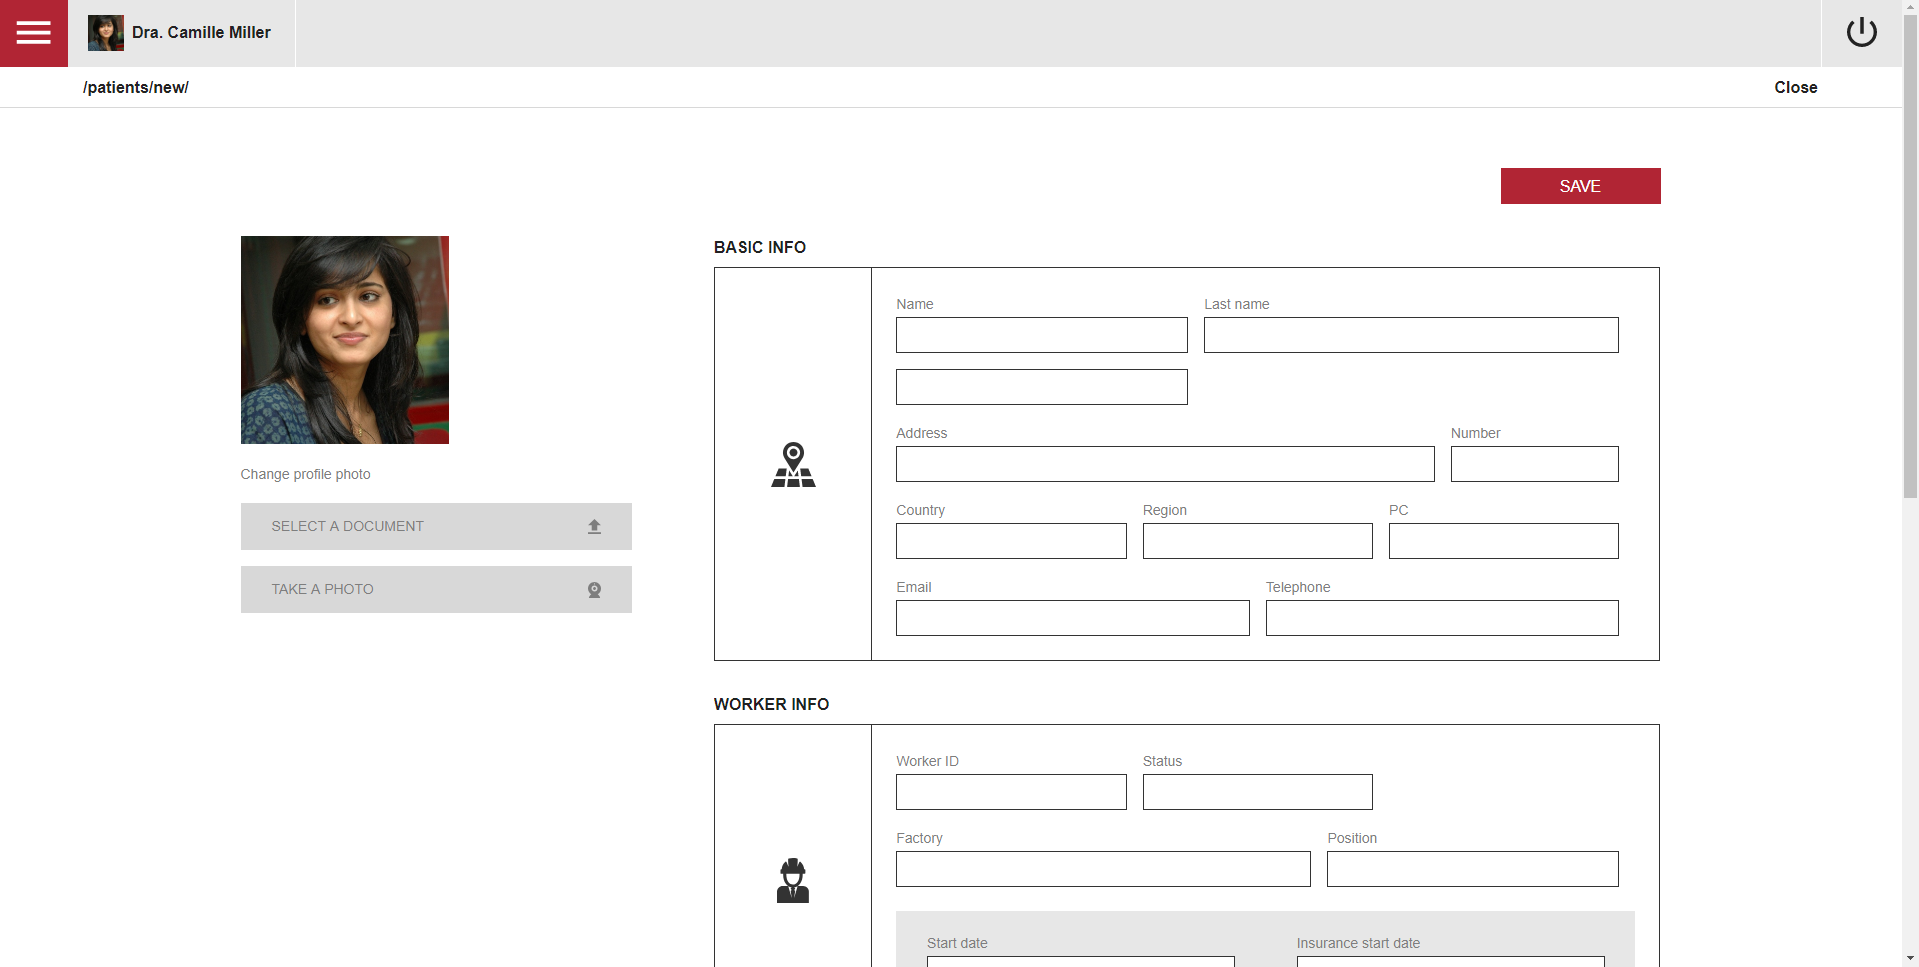 Dra. Camille Miller
/patients/new/
Close
SAVE
Change profile photo
SELECT A DOCUMENT
TAKE A PHOTO
BASIC INFO
Name
Last name
Address
Number
Country
Region
PC
Email
Telephone
WORKER INFO
Worker ID
Status
Factory
Position
Start date
Insurance start date